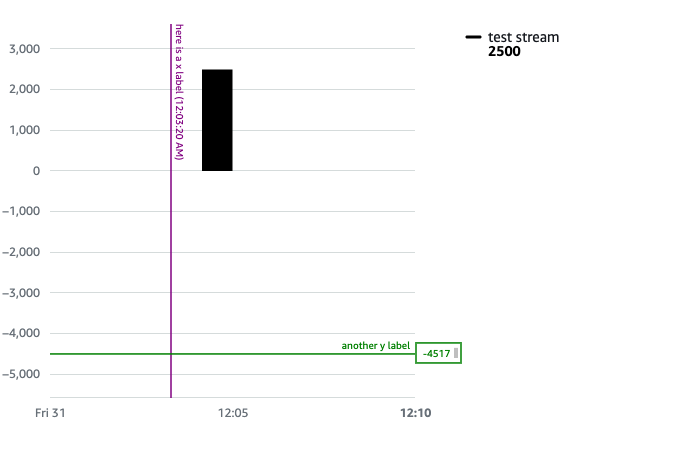 test stream
2500
here is a x label (12:03:20 AM)
3,000
2,000
1,000
0
−1,000
−2,000
−3,000
−4,000
another y label
-4517
−5,000
Fri 31 12:05 12:10